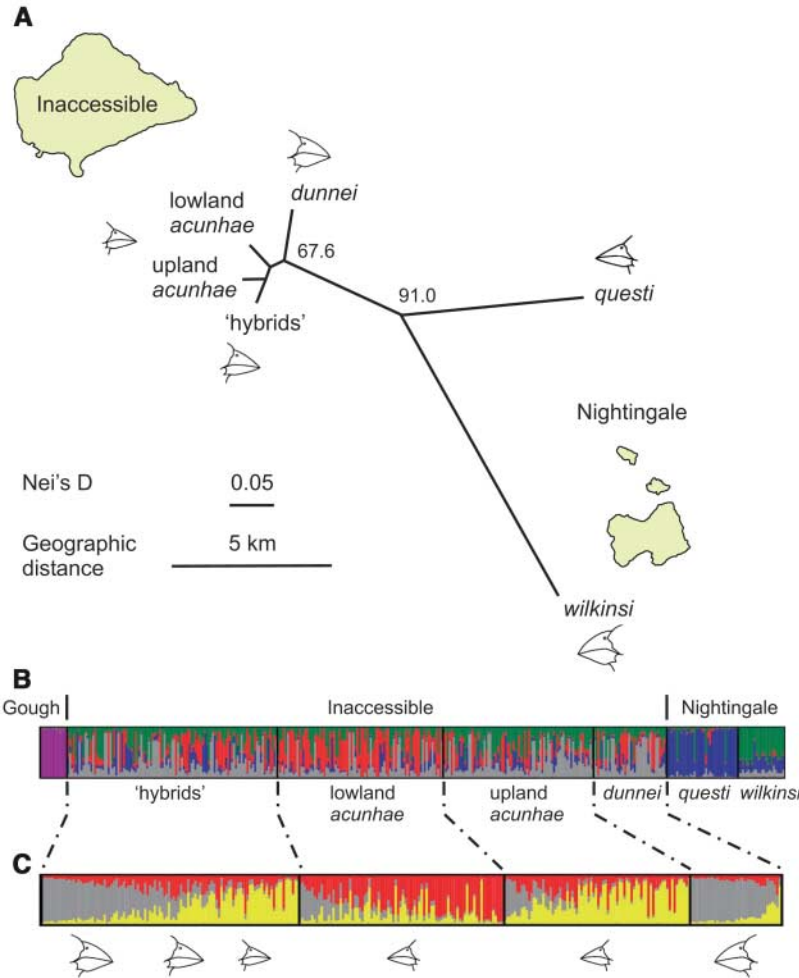 A
Inaccessible
dunnei
lowland
acunhae
67.6
upland
acunhae
91.0
questi
'hybrids'
Nightingale
Nei's D 0.05
Geographic
distance
5 km
wilkinsi
B
Gough Inaccessible Nightingale
'hybrids' lowland
acunhae upland
acunhae dunnei questi wilkinsi
C